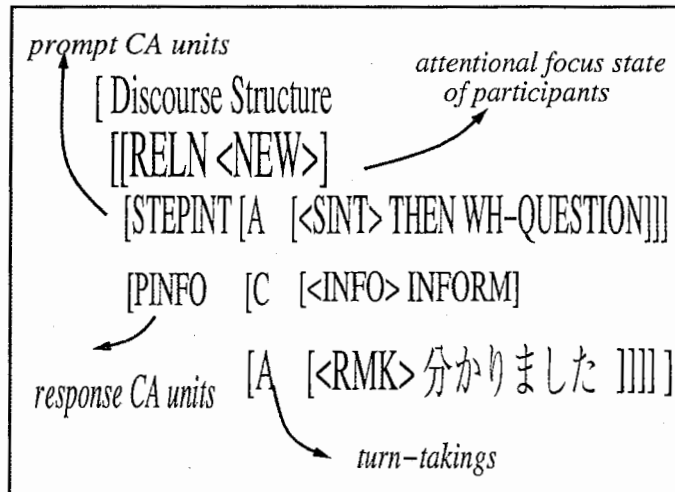 prompt CA units
attentional focus state
of participants
[ Discourse Structure
[[RELN <NEW>]
[STEPINT [A [<SINT> THEN WH-QUESTION]]]
[PINFO [C [<INFO> INFORM]
[A [<RMK> 分かりました ]]]] ]
response CA units
turn-takings